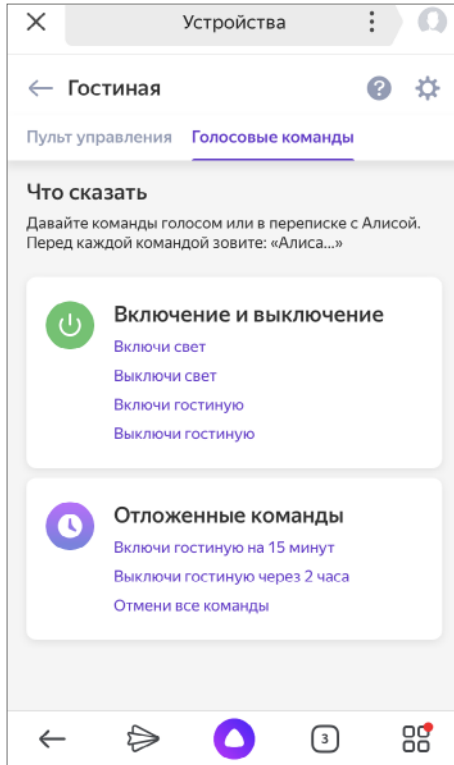 Устройства
Гостиная
?
Пульт управления Голосовые команды
Что сказать
Давайте команды голосом или в переписке с Алисой.
Перед каждой командой зовите: «Алиса...»
Включение и выключение
Включи свет
Выключи свет
Включи гостиную
Выключи гостиную
Отложенные команды
Включи гостиную на 15 минут
Выключи гостиную через 2 часа
Отмени все команды
3